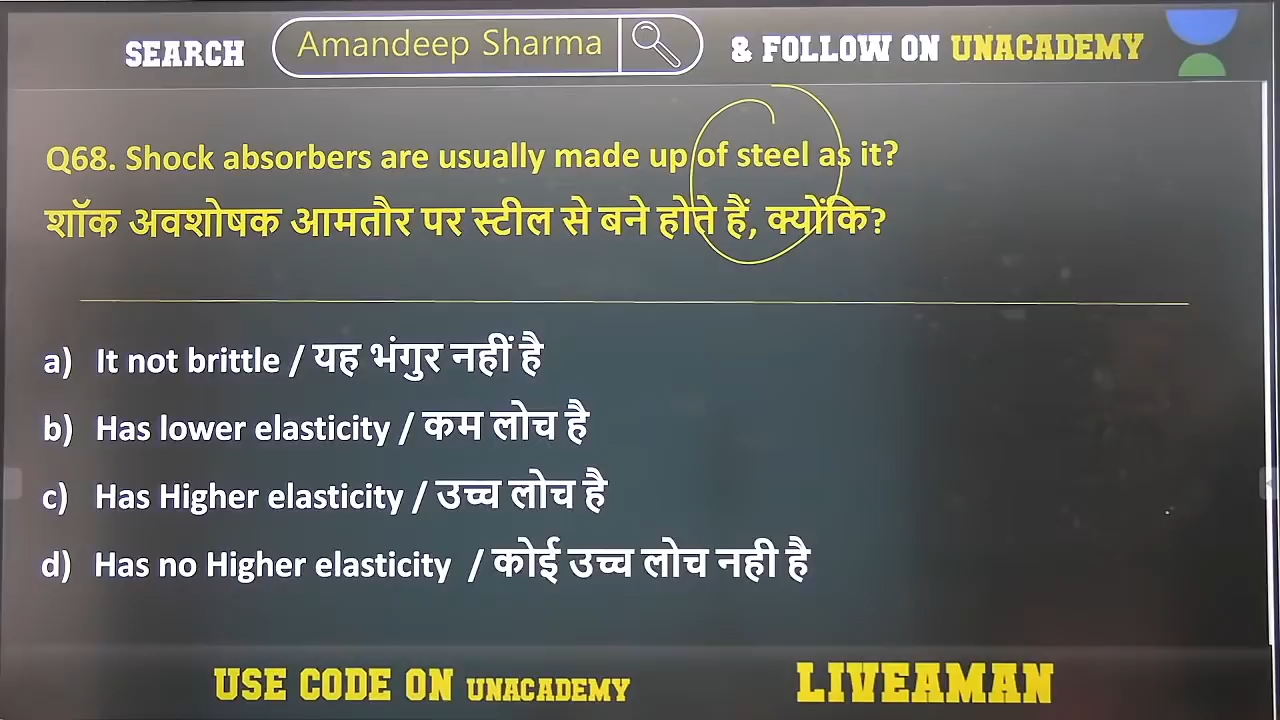 SEARCH Amandeep Sharma & FOLLOW ON UNACADEMY
Q68. Shock absorbers are usually made up of steel as it?
शॉक अवशोषक आमतौर पर स्टील से बने होते हैं, क्योंकि?
a) It not brittle / यह भंगुर नहीं है
b) Has lower elasticity / कम लोच है
c) Has Higher elasticity / उच्च लोच है
d) Has no Higher elasticity / कोई उच्च लोच नही है
USE CODE ON UNACADEMY LIVEAMAN